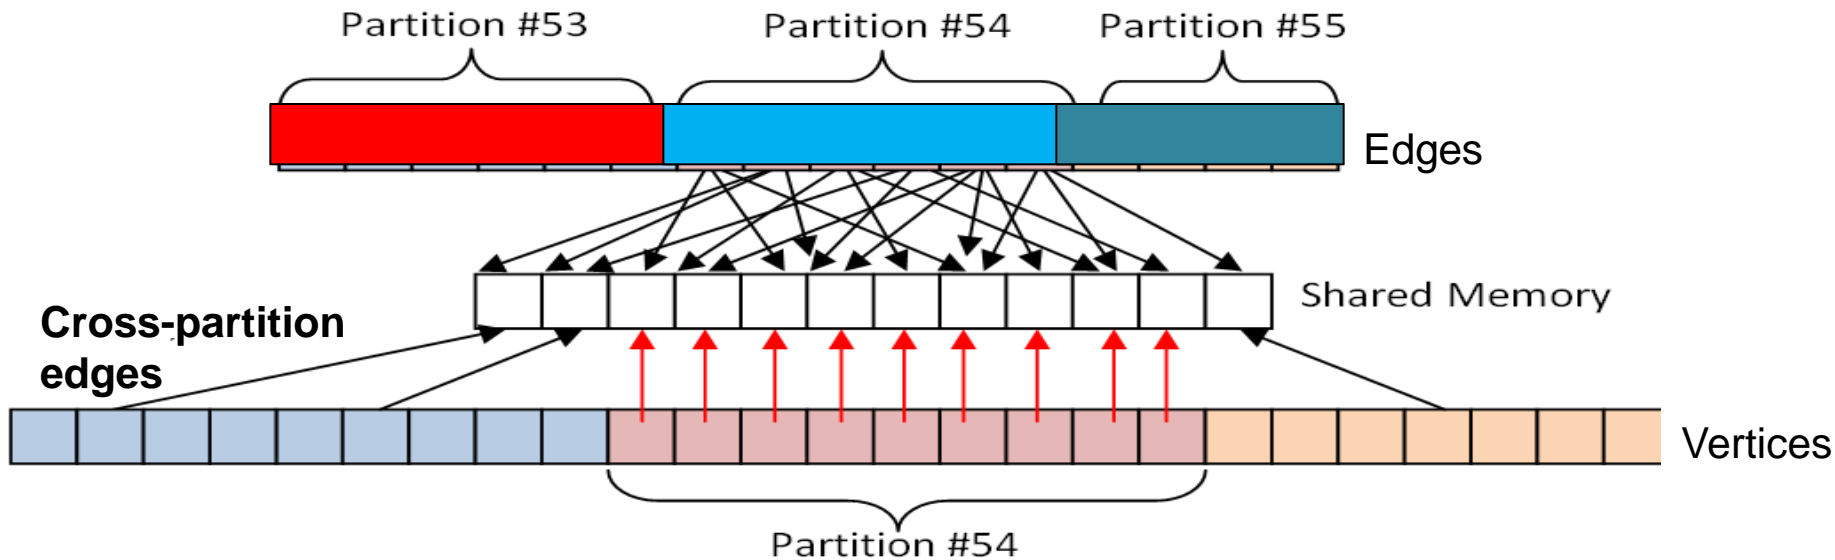 Partition #53
Partition #54
Partition #55
Edges
Shared Memory
Cross-partition
edges
Vertices
Partition #54